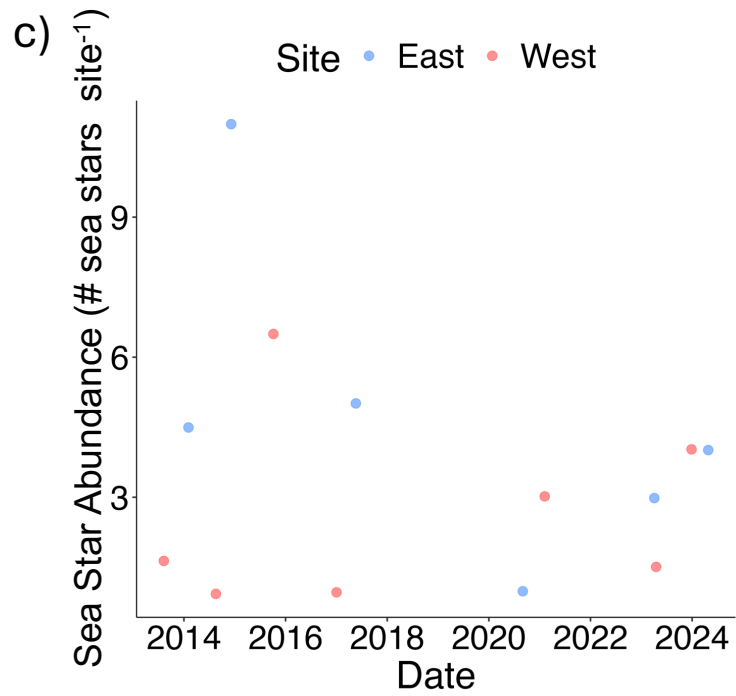 c)
Site East West
Sea Star Abundance (# sea stars site-1)
9
6
3
2014 2016 2018 2020 2022 2024
Date